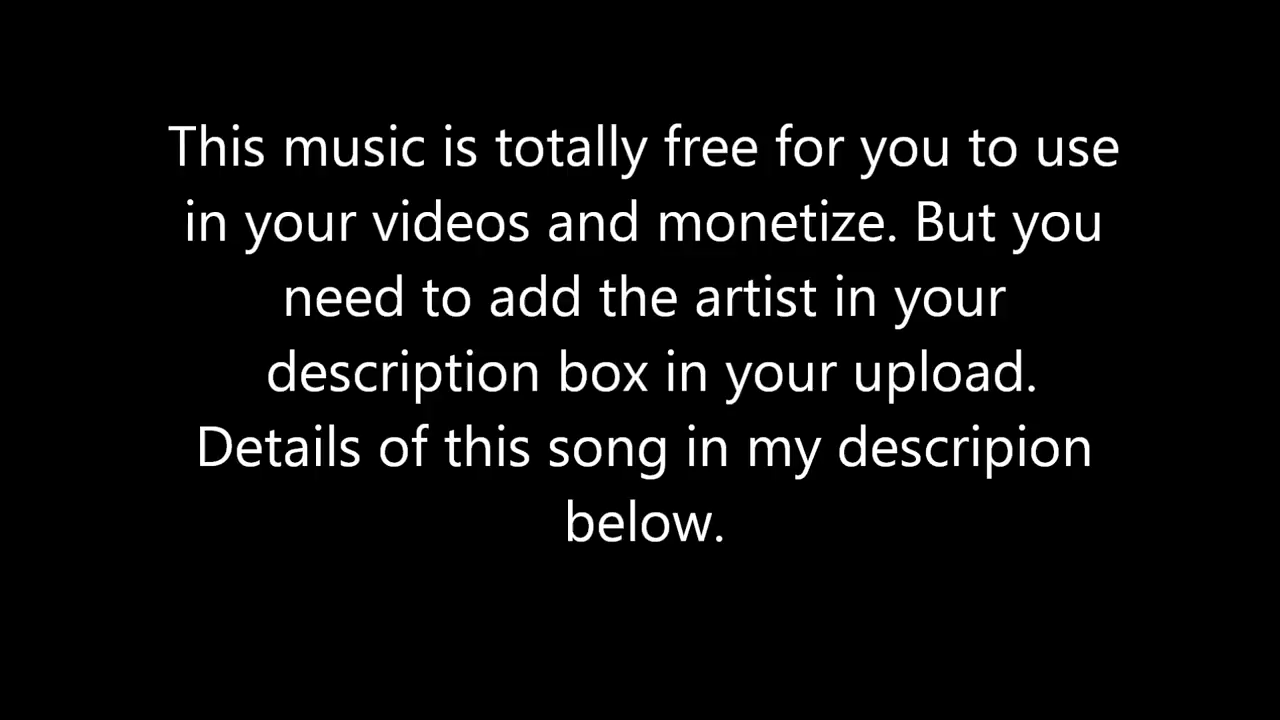 This music is totally free for you to use
in your videos and monetize. But you
need to add the artist in your
description box in your upload.
Details of this song in my descripion
below.